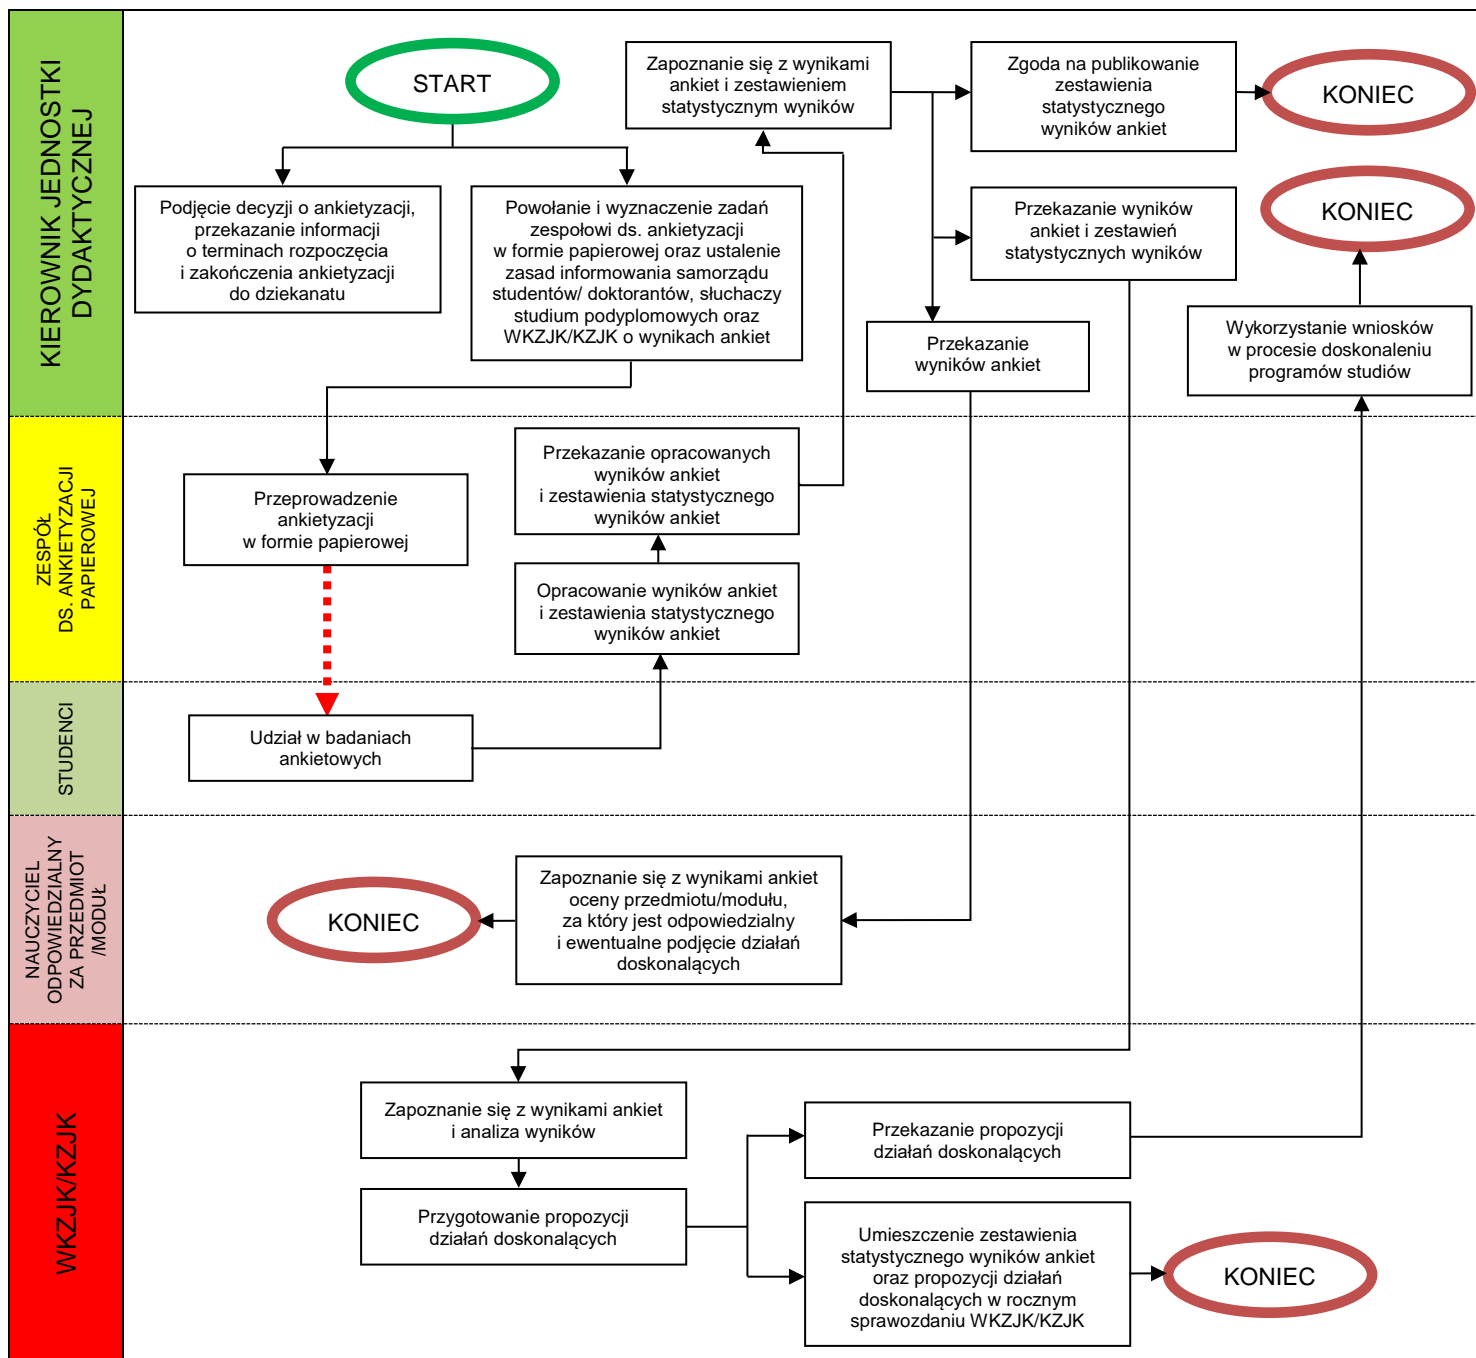 KIEROWNIK JEDNOSTKI
DYDAKTYCZNEJ
START
Zapoznanie się z wynikami
ankiet i zestawieniem
statystycznym wyników
Zgoda na publikowanie
zestawienia
statystycznego
wyników ankiet
KONIEC
Podjęcie decyzji o ankietyzacji,
przekazanie informacji
o terminach rozpoczęcia
i zakończenia ankietyzacji
do dziekanatu
Powołanie i wyznaczenie zadań
zespołowi ds. ankietyzacji
w formie papierowej oraz ustalenie
zasad informowania samorządu
studentów/ doktorantów, słuchaczy
studium podyplomowych oraz
WKZJK/KZJK o wynikach ankiet
Przekazanie wyników
ankiet i zestawień
statystycznych wyników
KONIEC
Przekazanie
wyników ankiet
Wykorzystanie wniosków
w procesie doskonaleniu
programów studiów
ZESPÓŁ
DS. ANKIETYZACJI
PAPIEROWEJ
Przeprowadzenie
ankietyzacji
w formie papierowej
Przekazanie opracowanych
wyników ankiet
i zestawienia statystycznego
wyników ankiet
Opracowanie wyników ankiet
i zestawienia statystycznego
wyników ankiet
STUDENCI
Udział w badaniach
ankietowych
NAUCZYCIEL
ODPOWIEDZIALNY
ZA PRZEDMIOT
/MODUŁ
KONIEC
Zapoznanie się z wynikami ankiet
oceny przedmiotu/modułu,
za który jest odpowiedzialny
i ewentualne podjęcie działań
doskonalących
WKZJK/KZJK
Zapoznanie się z wynikami ankiet
i analiza wyników
Przygotowanie propozycji
działań doskonalących
Przekazanie propozycji
działań doskonalących
Umieszczenie zestawienia
statystycznego wyników ankiet
oraz propozycji działań
doskonalących w rocznym
sprawozdaniu WKZJK/KZJK
KONIEC